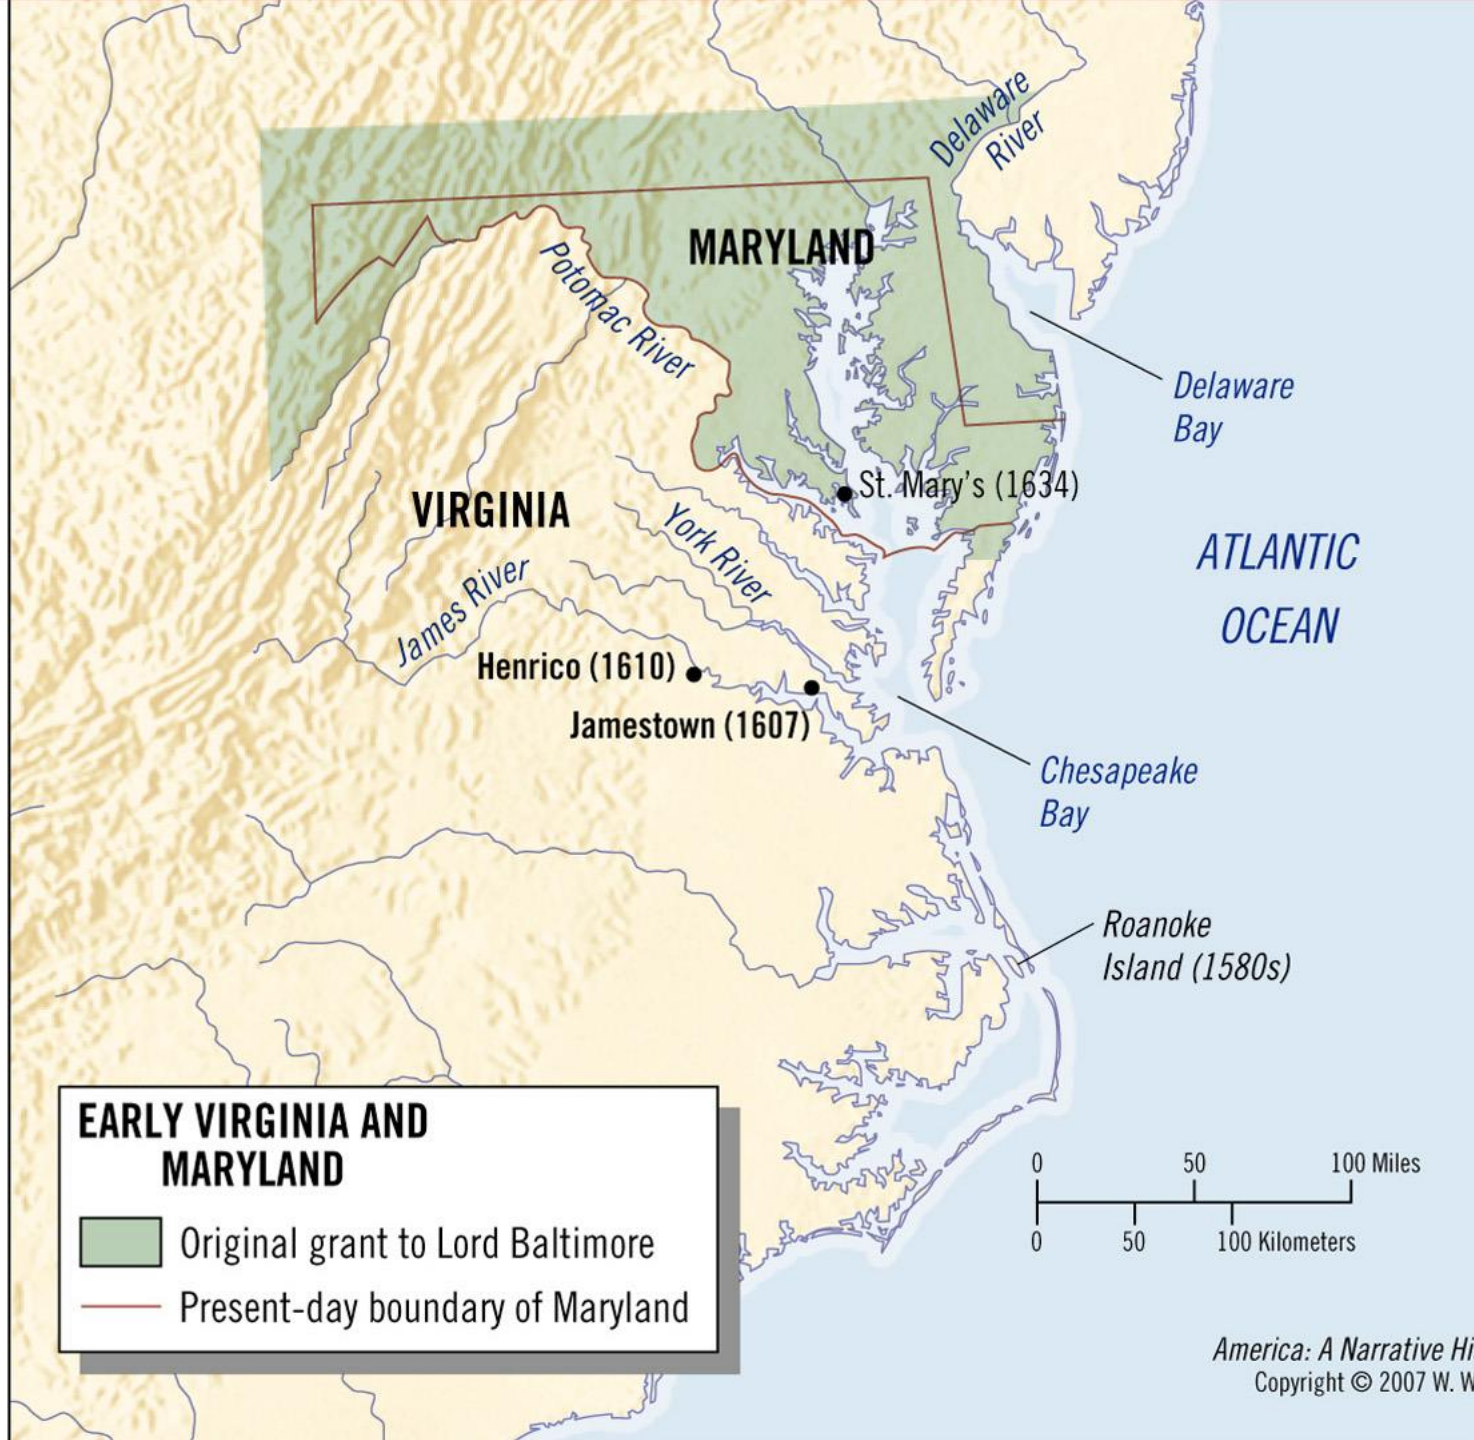 Delaware
River
MARYLAND
Potomac River
Delaware
Bay
St. Mary's (1634)
VIRGINIA
York River
ATLANTIC
OCEAN
James River
Henrico (1610)
Jamestown (1607)
Chesapeake
Bay
Roanoke
Island (1580s)
EARLY VIRGINIA AND
MARYLAND
Original grant to Lord Baltimore
Present-day boundary of Maryland
0 50 100 Miles
0 50 100 Kilometers
America: A Narrative Hi
Copyright © 2007 W. W